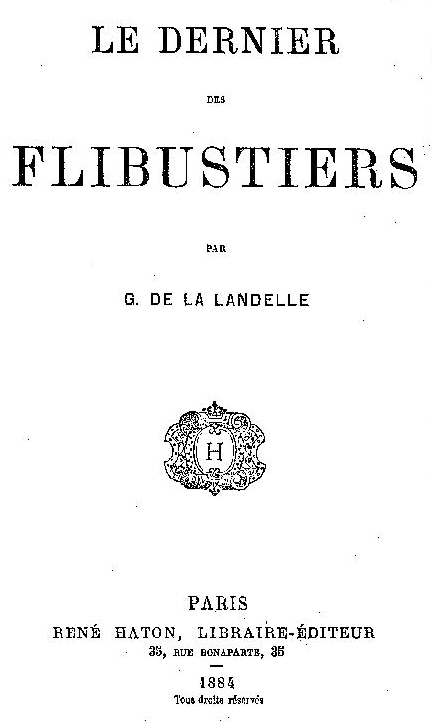 LE DERNIER
DES
FLIBUSTIERS
PAR
G. DE LA LANDELLE
H
PARIS
RENÉ HATON, LIBRAIRE-ÉDITEUR
35, RUE BONAPARTE, 35
1884
Tous droits réservés